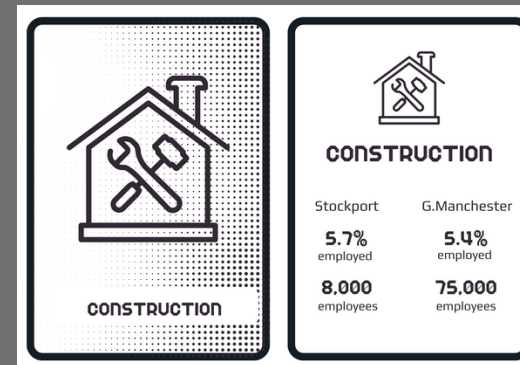 CONSTRUCTION
CONSTRUCTION
Stockport G.Manchester
5.7% 5.4%
employed employed
8,000 75,000
employees employees